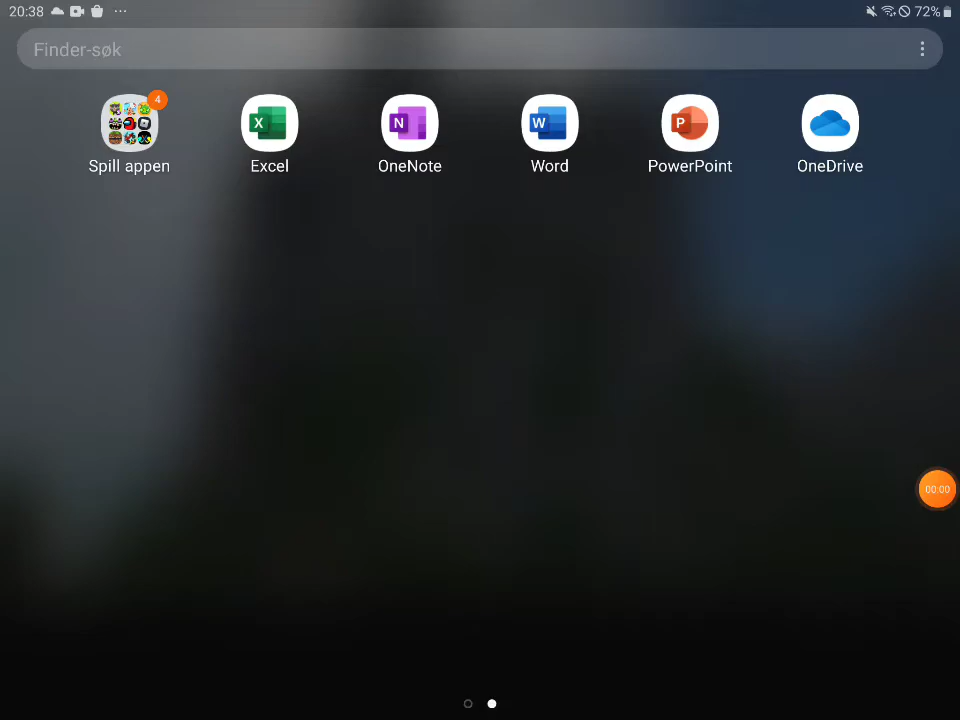 20:38 ... 72%
Finder-søk
4
Spill appen Excel OneNote Word PowerPoint OneDrive
X N W P
00:00